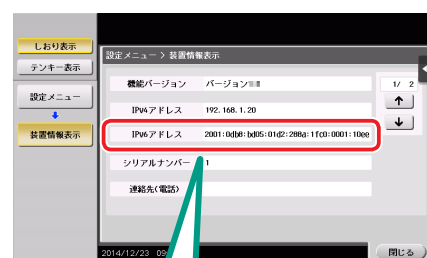 しおり表示
テンキー表示
設定メニュー
装置情報表示
設定メニュー > 装置情報表示
機能バージョン バージョン
1/ 2
IPv4アドレス 192.168.1.20
IPv6アドレス 2001:0db8:bd05:01d2:288a:1fc0:0001:10ee
シリアルナンバー 1
連絡先(電話)
2014/12/23 09
閉じる